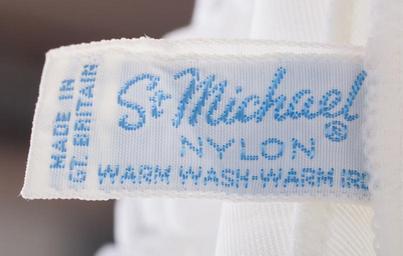 MADE IN
GT BRITAIN
St Michael®
NYLON
WARM WASH-WARM